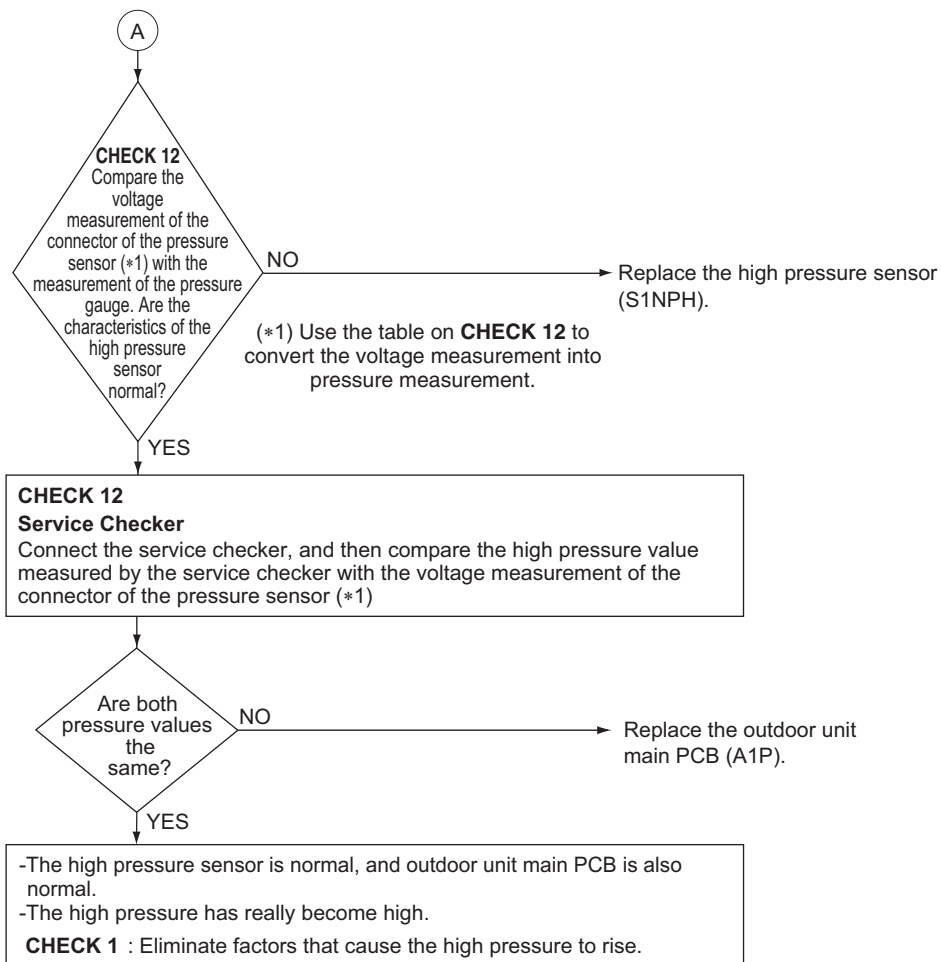 A
CHECK 12
Compare the
voltage
measurement of the
connector of the pressure
sensor (*1) with the
measurement of the pressure
gauge. Are the
characteristics of the
high pressure
sensor
normal?
NO
Replace the high pressure sensor
(S1NPH).
(*1) Use the table on CHECK 12 to
convert the voltage measurement into
pressure measurement.
YES
CHECK 12
Service Checker
Connect the service checker, and then compare the high pressure value
measured by the service checker with the voltage measurement of the
connector of the pressure sensor (*1)
Are both
pressure values
the
same?
NO
Replace the outdoor unit
main PCB (A1P).
YES
-The high pressure sensor is normal, and outdoor unit main PCB is also
normal.
-The high pressure has really become high.
CHECK 1 : Eliminate factors that cause the high pressure to rise.